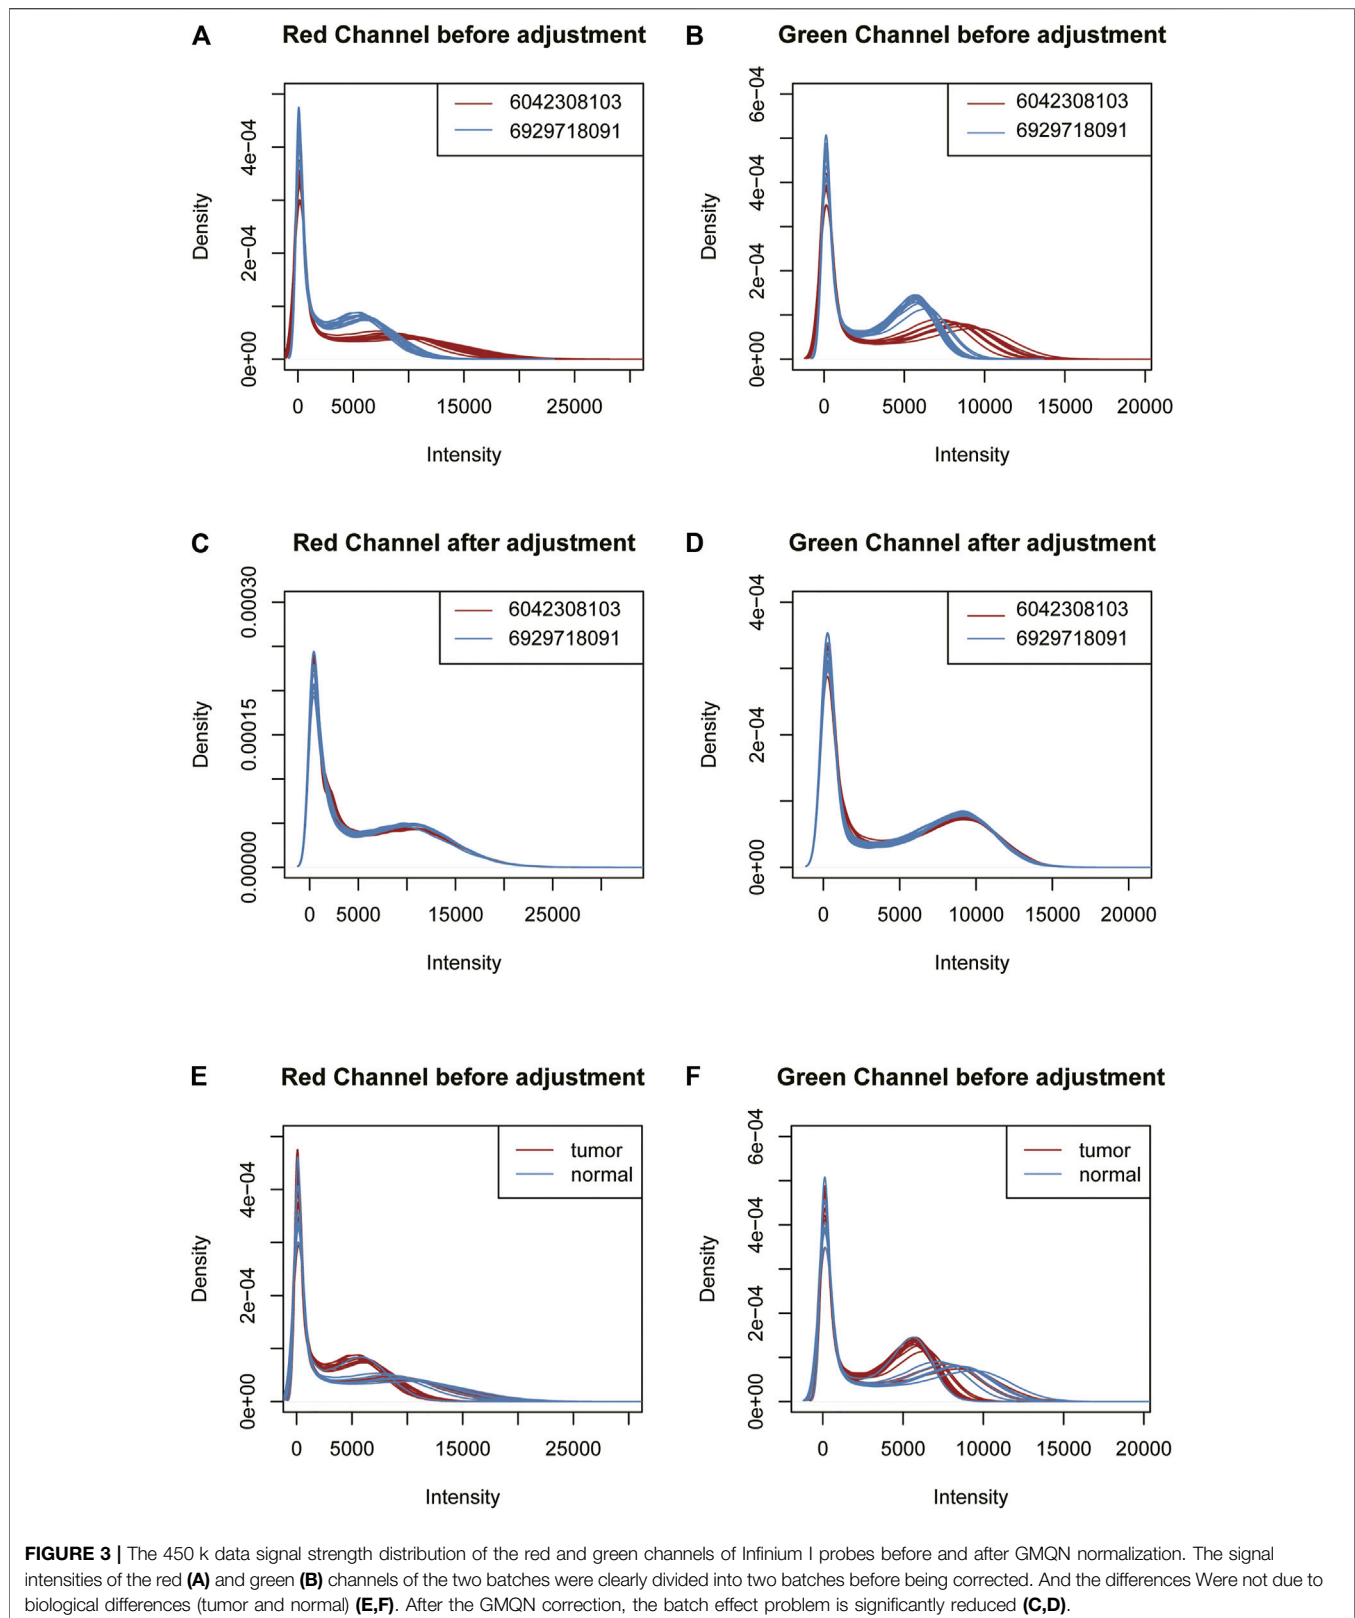 A Red Channel before adjustment
6042308103
6929718091
Density
0e+00 2e−04 4e−04
0 5000 15000 25000
Intensity
B Green Channel before adjustment
6042308103
6929718091
Density
0e+00 2e−04 4e−04 6e−04
0 5000 10000 15000 20000
Intensity
C Red Channel after adjustment
6042308103
6929718091
Density
0.00000 0.00015 0.00030
0 5000 15000 25000
Intensity
D Green Channel after adjustment
6042308103
6929718091
Density
0e+00 2e−04 4e−04
0 5000 10000 15000 20000
Intensity
E Red Channel before adjustment
tumor
normal
Density
0e+00 2e−04 4e−04
0 5000 15000 25000
Intensity
F Green Channel before adjustment
tumor
normal
Density
0e+00 2e−04 4e−04 6e−04
0 5000 10000 15000 20000
Intensity
FIGURE 3 | The 450 k data signal strength distribution of the red and green channels of Infinium I probes before and after GMQN normalization. The signal
intensities of the red (A) and green (B) channels of the two batches were clearly divided into two batches before being corrected. And the differences Were not due to
biological differences (tumor and normal) (E,F). After the GMQN correction, the batch effect problem is significantly reduced (C,D).